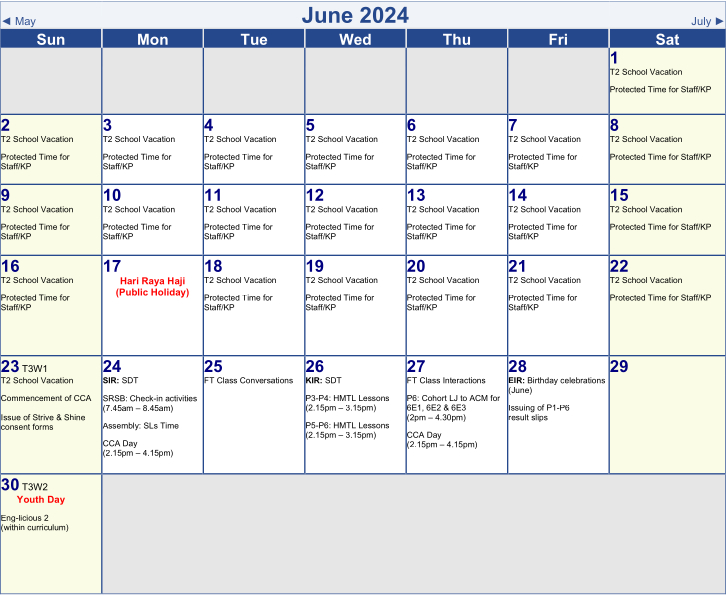 ◄ May
June 2024
July ►
Sun Mon Tue Wed Thu Fri Sat
1
T2 School Vacation
Protected Time for Staff/KP
2
T2 School Vacation
Protected Time for
Staff/KP
3
T2 School Vacation
Protected Time for
Staff/KP
4
T2 School Vacation
Protected Time for
Staff/KP
5
T2 School Vacation
Protected Time for
Staff/KP
6
T2 School Vacation
Protected Time for
Staff/KP
7
T2 School Vacation
Protected Time for
Staff/KP
8
T2 School Vacation
Protected Time for Staff/KP
9
T2 School Vacation
Protected Time for
Staff/KP
10
T2 School Vacation
Protected Time for
Staff/KP
11
T2 School Vacation
Protected Time for
Staff/KP
12
T2 School Vacation
Protected Time for
Staff/KP
13
T2 School Vacation
Protected Time for
Staff/KP
14
T2 School Vacation
Protected Time for
Staff/KP
15
T2 School Vacation
Protected Time for Staff/KP
16
T2 School Vacation
Protected Time for
Staff/KP
17
Hari Raya Haji
(Public Holiday)
18
T2 School Vacation
Protected Time for
Staff/KP
19
T2 School Vacation
Protected Time for
Staff/KP
20
T2 School Vacation
Protected Time for
Staff/KP
21
T2 School Vacation
Protected Time for
Staff/KP
22
T2 School Vacation
Protected Time for Staff/KP
23 T3W1
T2 School Vacation
Commencement of CCA
Issue of Strive & Shine
consent forms
24
SIR: SDT
SRSB: Check-in activities
(7.45am – 8.45am)
Assembly: SLs Time
CCA Day
(2.15pm – 4.15pm)
25
FT Class Conversations
26
KIR: SDT
P3-P4: HMTL Lessons
(2.15pm – 3.15pm)
P5-P6: HMTL Lessons
(2.15pm – 3.15pm)
27
FT Class Interactions
P6: Cohort LJ to ACM for
6E1, 6E2 & 6E3
(2pm – 4.30pm)
CCA Day
(2.15pm – 4.15pm)
28
EIR: Birthday celebrations
(June)
Issuing of P1-P6
result slips
29
30 T3W2
Youth Day
Eng-licious 2
(within curriculum)